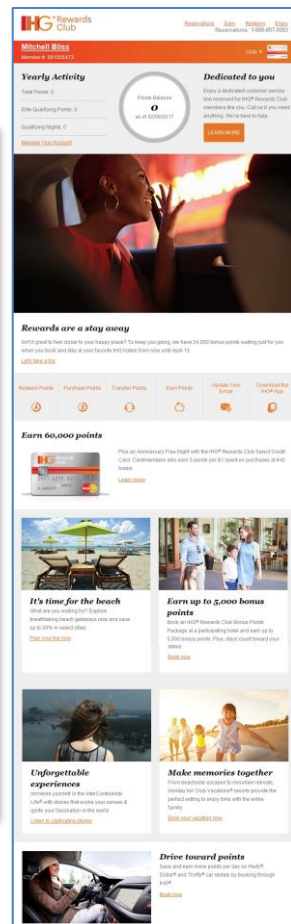 IHG® Rewards
Club
Reservations Earn Redeem Enjoy
Reservations:
Mitchell Bliss
Member #:
Club
Yearly Activity
Total Points: 0
Elite Qualifying Points: 0
Qualifying Nights: 0
Manage Your Account
Points Balance
0
as of 02/06/2017
Dedicated to you
Enjoy a dedicated customer service
line reserved for IHG® Rewards Club
members like you. Call us if you need
anything. We're here to help.
LEARN MORE
Rewards are a stay away
Isn't it great to feel closer to your happy place? To keep you going, we have 24,000 bonus points waiting just for you
when you book and stay at your favorite IHG hotels from now until April 15.
Let's take a trip
Redeem Points
Purchase Points
Transfer Points
Earn Points
Update Your
Email
Download the
IHG® App
Earn 60,000 points
IHG Rewards
Club
Plus an Anniversary Free Night with the IHG® Rewards Club Select Credit
Card. Cardmembers also earn 5 points per $1 spent on purchases at IHG
hotels.
Learn more
It's time for the beach
What are you waiting for? Explore
breathtaking beach getaways now and save
up to 20% in select cities.
Plan your trip now
Earn up to 5,000 bonus
points
Book an IHG® Rewards Club Bonus Points
Package at a participating hotel and earn up to
5,000 bonus points. Plus, stays count toward your
status.
Book now
Unforgettable
experiences
Immerse yourself in the InterContinental
Life® with stories that evoke your senses &
ignite your fascination in the world.
Listen to captivating stories
Make memories together
From beachside escapes to mountain retreats,
Holiday Inn Club Vacations® resorts provide the
perfect setting to enjoy time with the entire
family.
Book your vacation now
Drive toward points
Save and earn more points per day on Hertz®,
Dollar® and Thrifty® car rentals by booking through
IHG®.
Book now